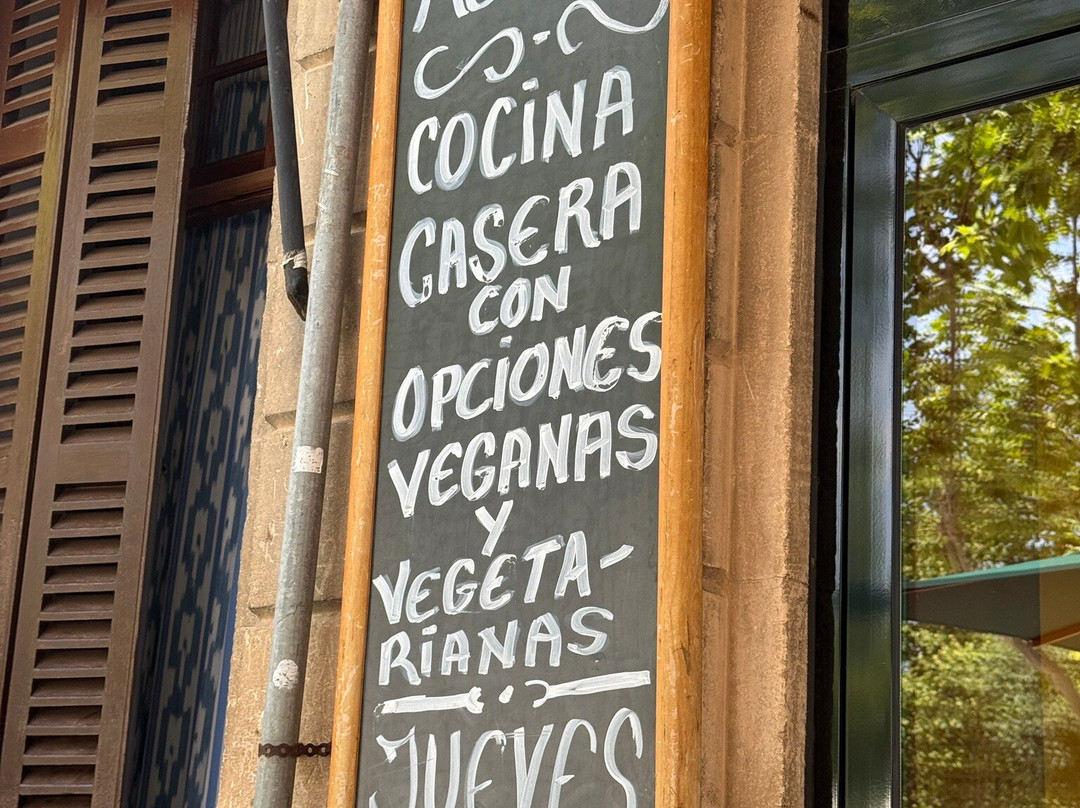 COCINA
CASERA
CON
OPCIONES
VEGANAS
Y
VEGETA-
RIANAS
JUEVES